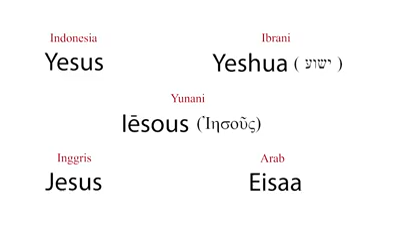 Indonesia
Ibrani
Yesus
Yeshua ( ישוע )
Yunani
Iēsous (Ἰησοῦς)
Inggris
Arab
Jesus
Eisaa